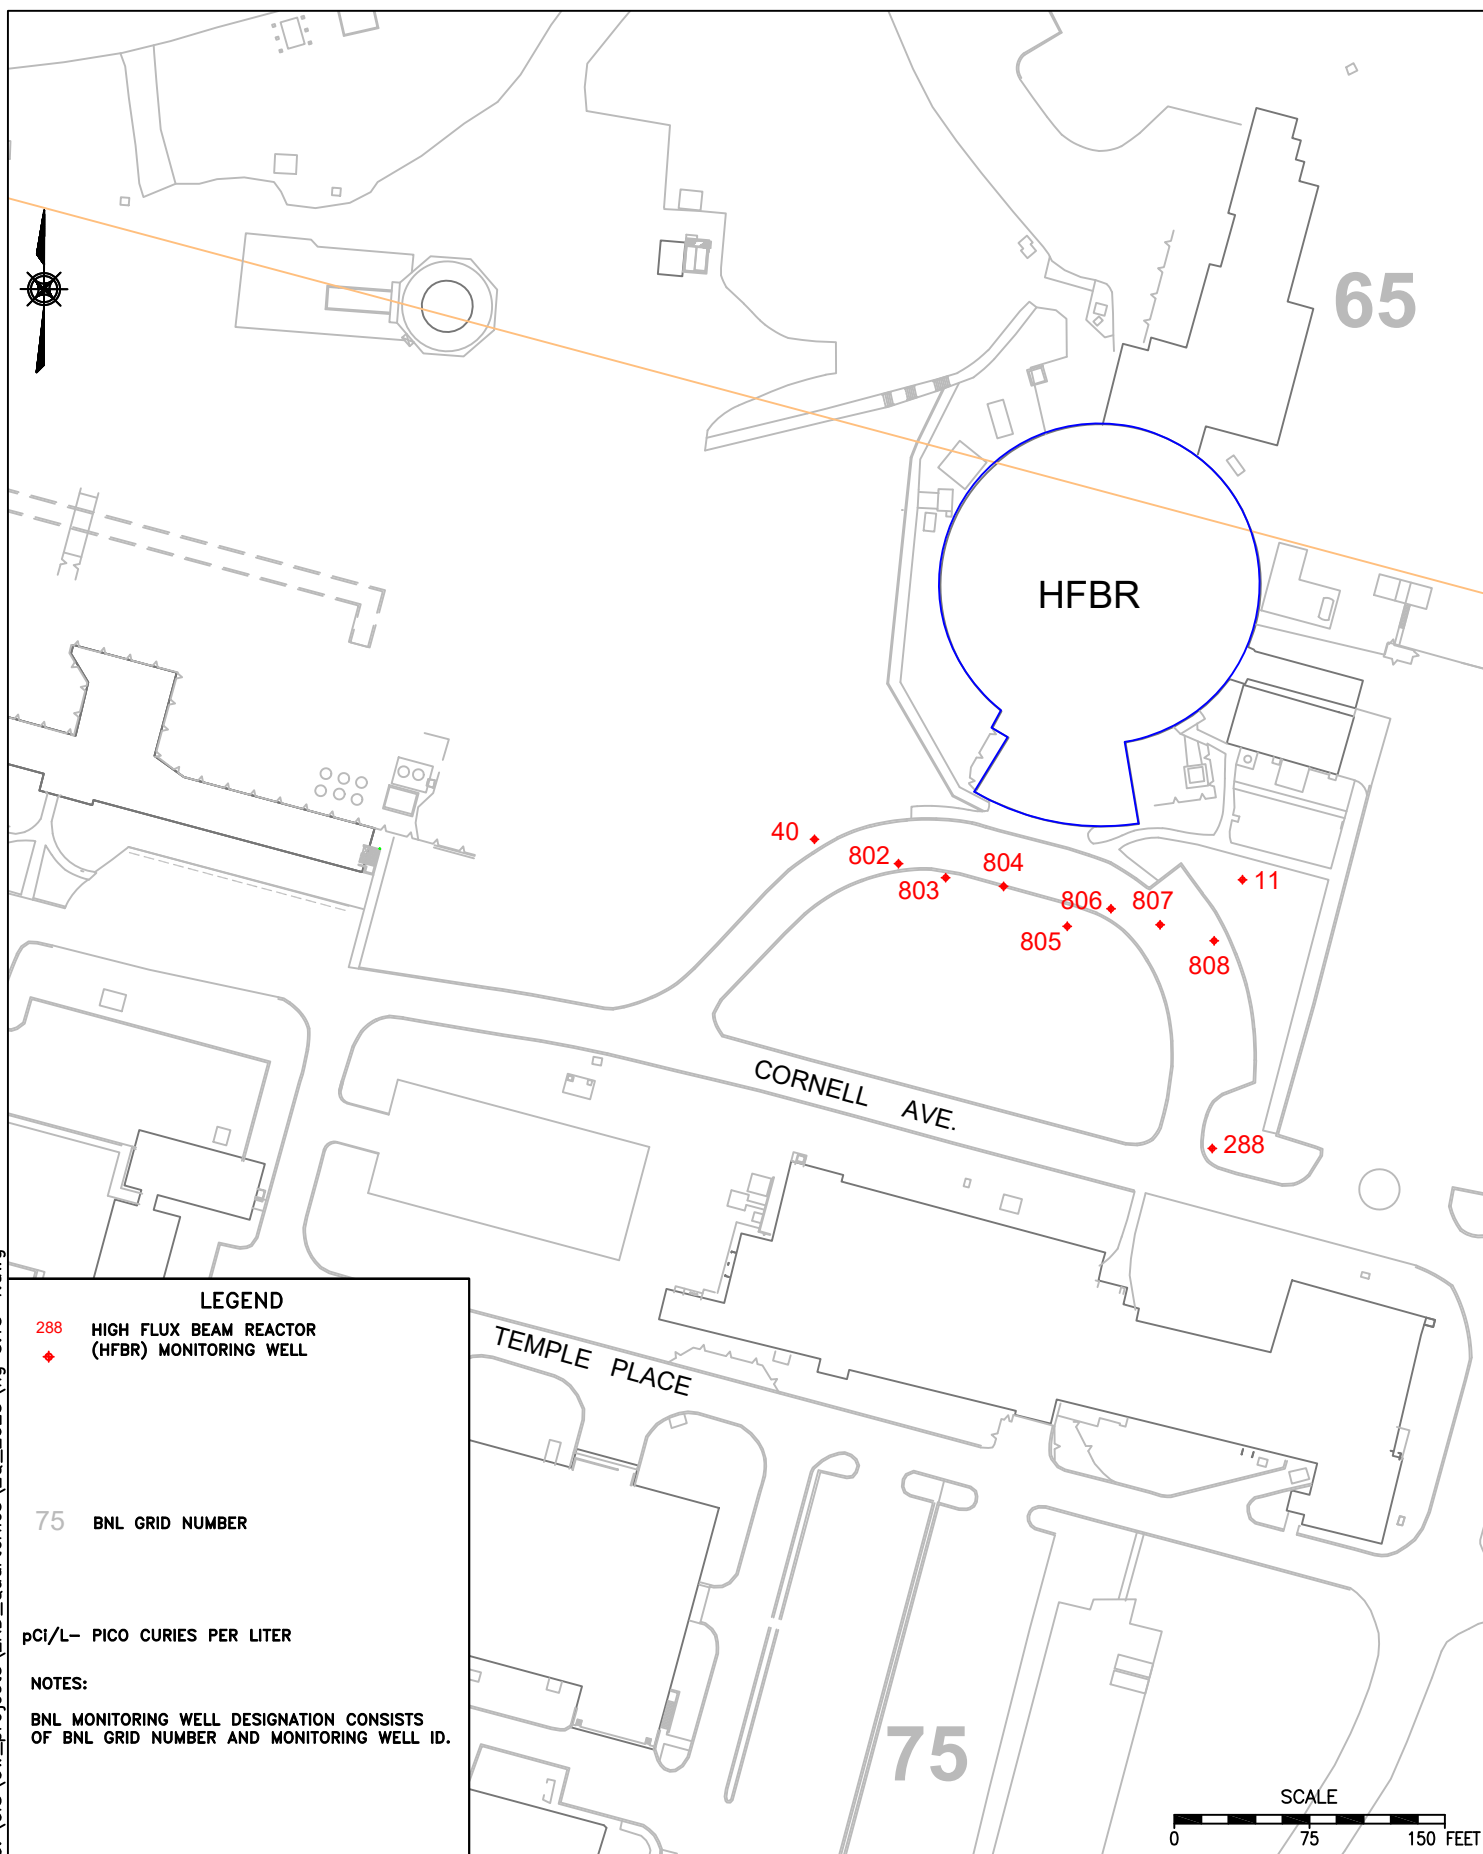 65
HFBR
40
802
803
804
805
806
807
808
11
288
CORNELL AVE.
TEMPLE PLACE
75
LEGEND
288 HIGH FLUX BEAM REACTOR
(HFBR) MONITORING WELL
75 BNL GRID NUMBER
pCi/L- PICO CURIES PER LITER
NOTES:
BNL MONITORING WELL DESIGNATION CONSISTS
OF BNL GRID NUMBER AND MONITORING WELL ID.
SCALE
0 75 150 FEET